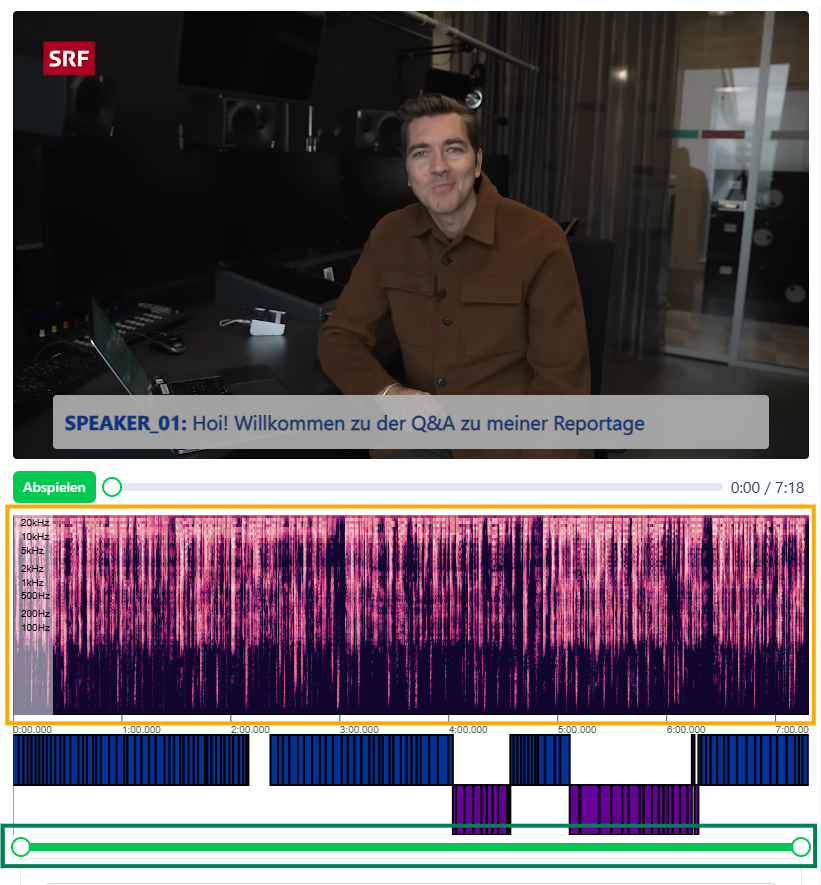 SRF
SPEAKER_01: Hoi! Willkommen zu der Q&A zu meiner Reportage
Abspielen
0:00 / 7:18
20kHz
10kHz
5kHz
2kHz
1kHz
500Hz
200Hz
100Hz
0:00.000 1:00.000 2:00.000 3:00.000 4:00.000 5:00.000 6:00.000 7:00.00